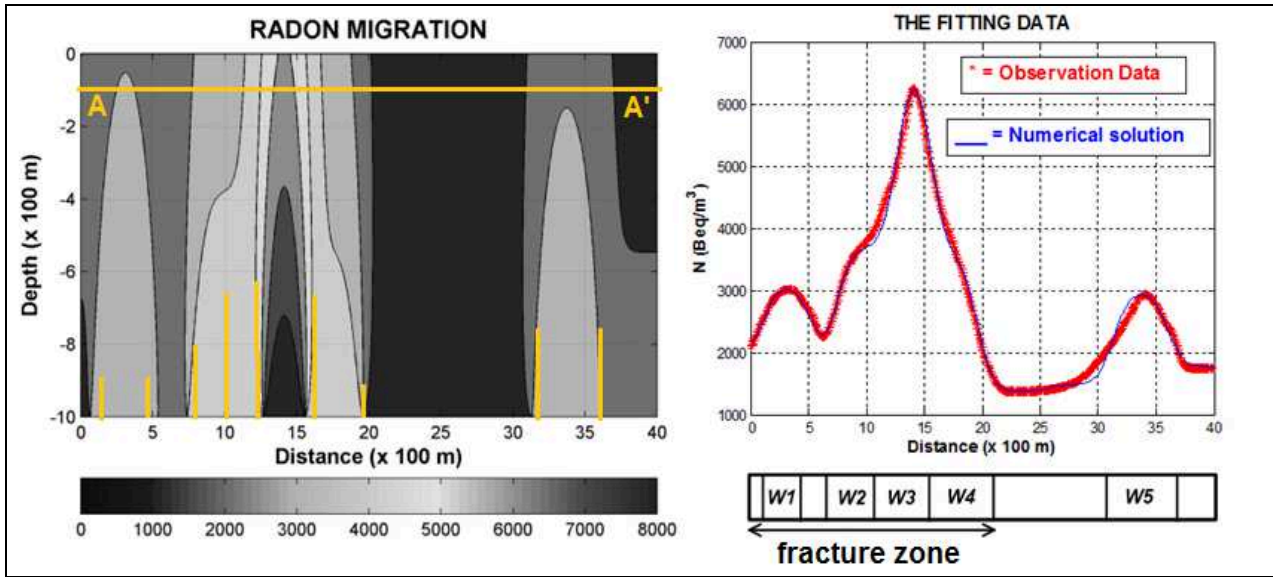 RADON MIGRATION
0
-2
-4
-6
-8
-10
Depth (x 100 m)
A
A'
0 5 10 15 20 25 30 35 40
Distance (x 100 m)
0 1000 2000 3000 4000 5000 6000 7000 8000
THE FITTING DATA
7000
6000
5000
4000
3000
2000
1000
N (Beq/m³)
* = Observation Data
__ = Numerical solution
0 5 10 15 20 25 30 35 40
Distance (x 100 m)
W1 W2 W3 W4 W5
fracture zone